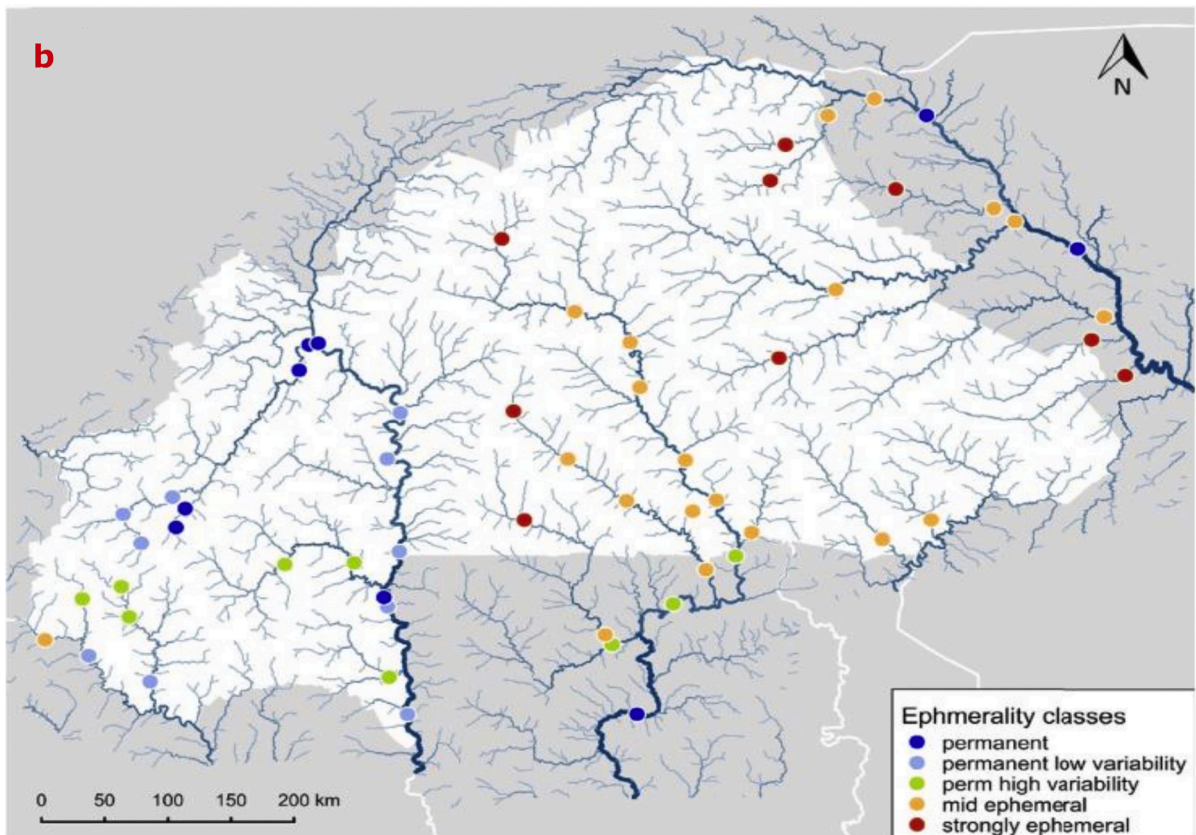 b
N
Ephmerality classes
permanent
permanent low variability
perm high variability
mid ephemeral
strongly ephemeral
0 50 100 150 200 km